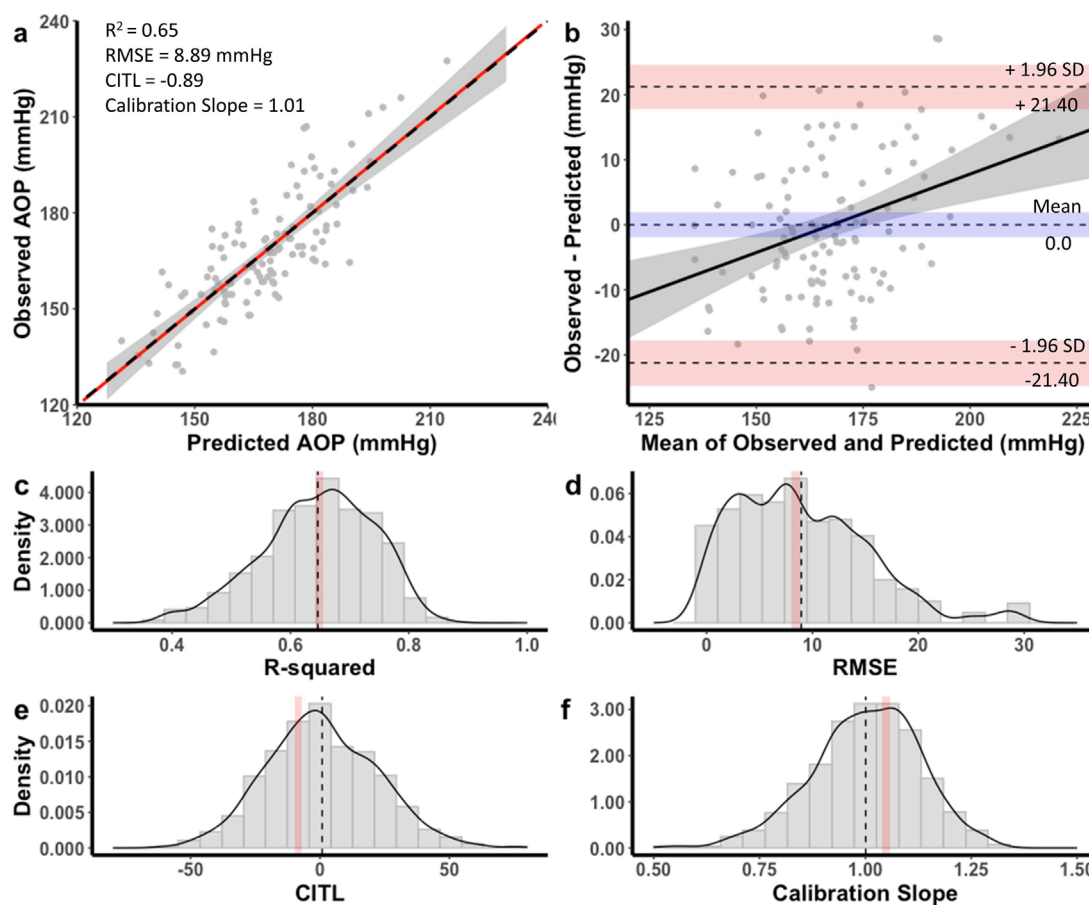 a
R² = 0.65
RMSE = 8.89 mmHg
CITL = -0.89
Calibration Slope = 1.01
Observed AOP (mmHg)
240
210
180
150
120
120 150 180 210 240
Predicted AOP (mmHg)
b
Observed - Predicted (mmHg)
30
20
10
0
-10
-20
+ 1.96 SD
+ 21.40
Mean
0.0
- 1.96 SD
-21.40
125 150 175 200 225
Mean of Observed and Predicted (mmHg)
c
Density
4.000
3.000
2.000
1.000
0.000
0.4 0.6 0.8 1.0
R-squared
d
0.06
0.04
0.02
0.00
0 10 20 30
RMSE
e
Density
0.020
0.015
0.010
0.005
0.000
-50 0 50
CITL
f
3.00
2.00
1.00
0.00
0.50 0.75 1.00 1.25 1.50
Calibration Slope